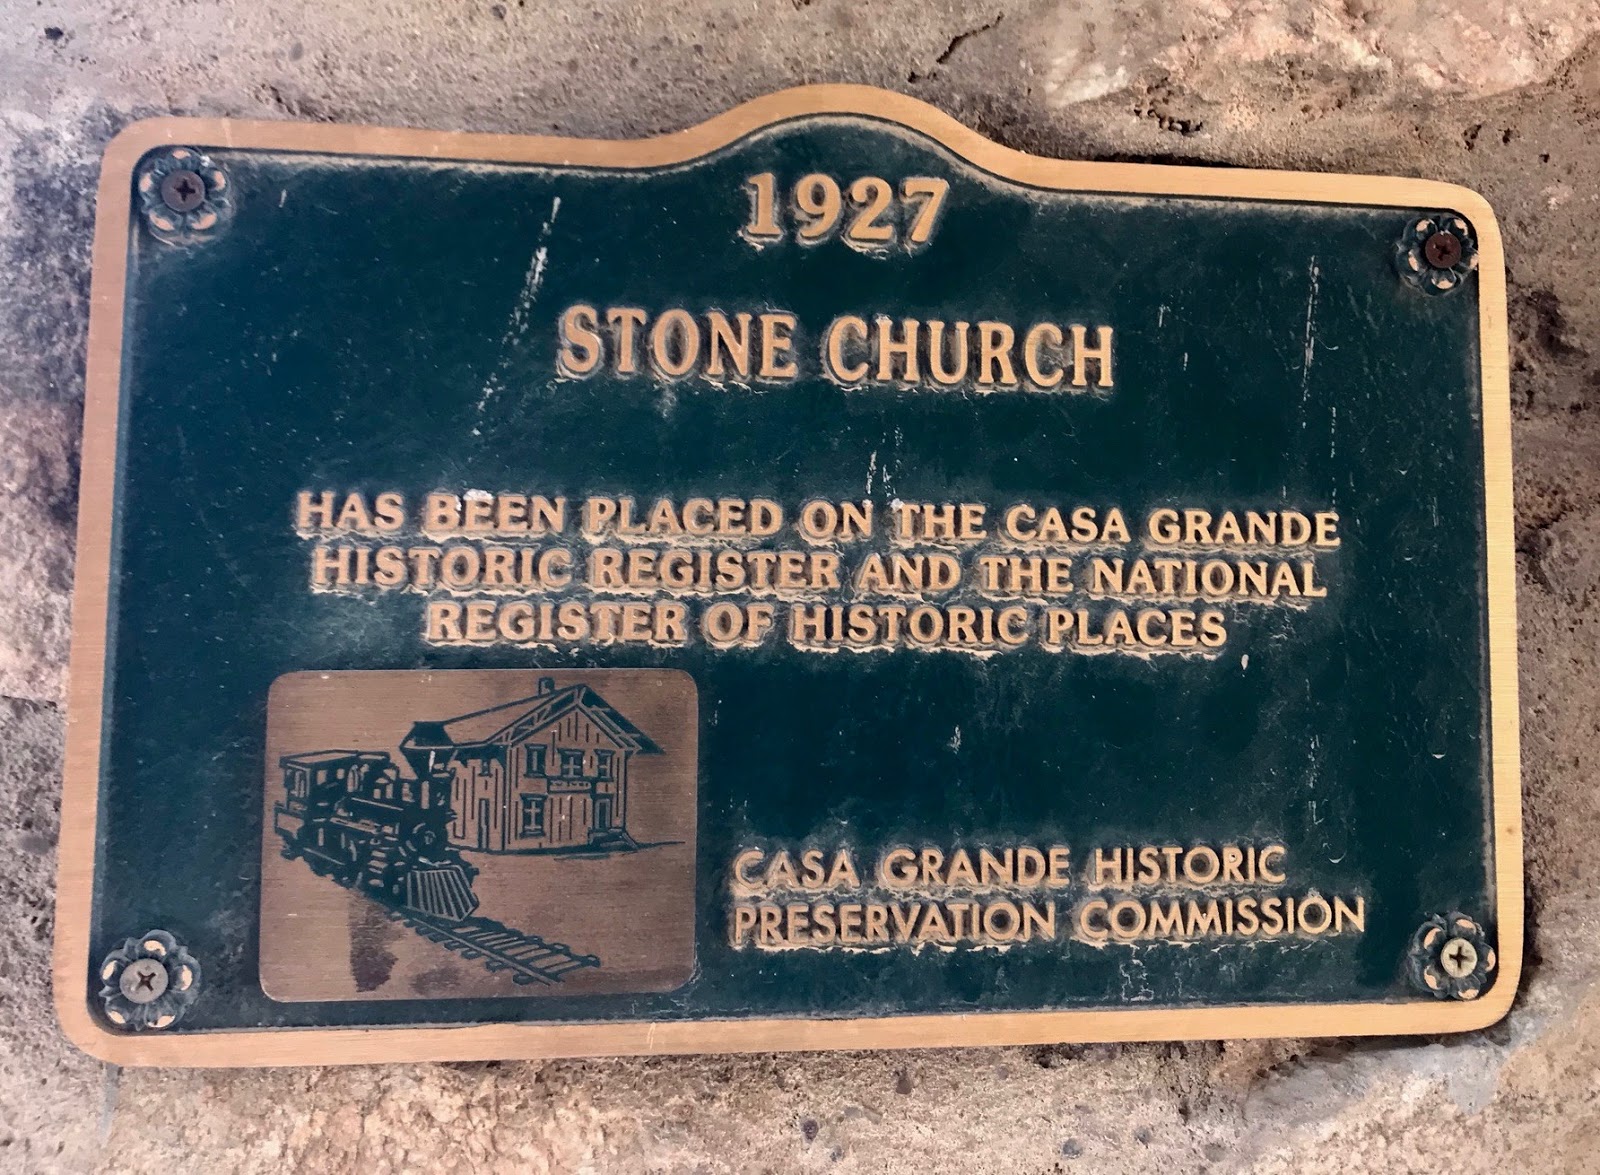 1927
STONE CHURCH
HAS BEEN PLACED ON THE CASA GRANDE
HISTORIC REGISTER AND THE NATIONAL
REGISTER OF HISTORIC PLACES
CASA GRANDE HISTORIC
PRESERVATION COMMISSION